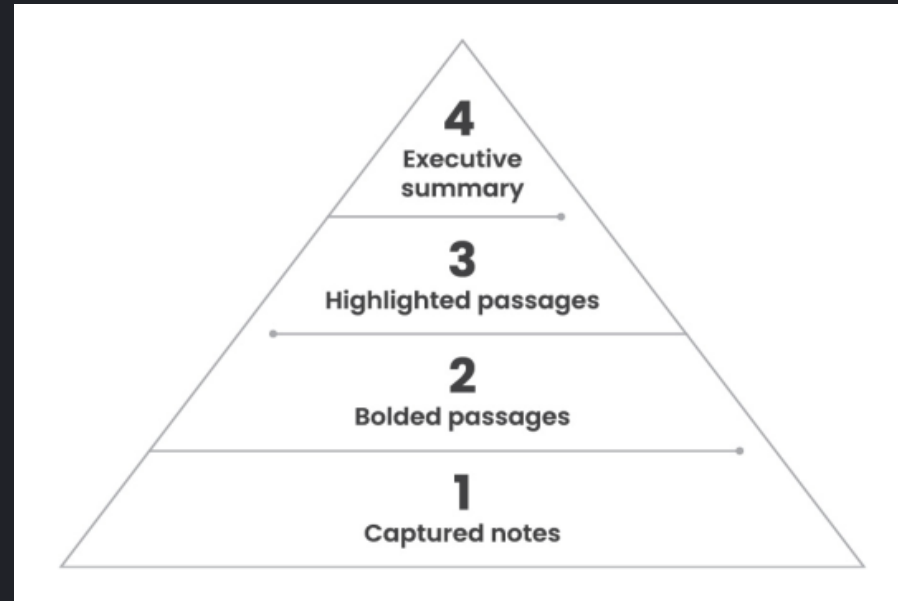 4
Executive
summary
3
Highlighted passages
2
Bolded passages
1
Captured notes